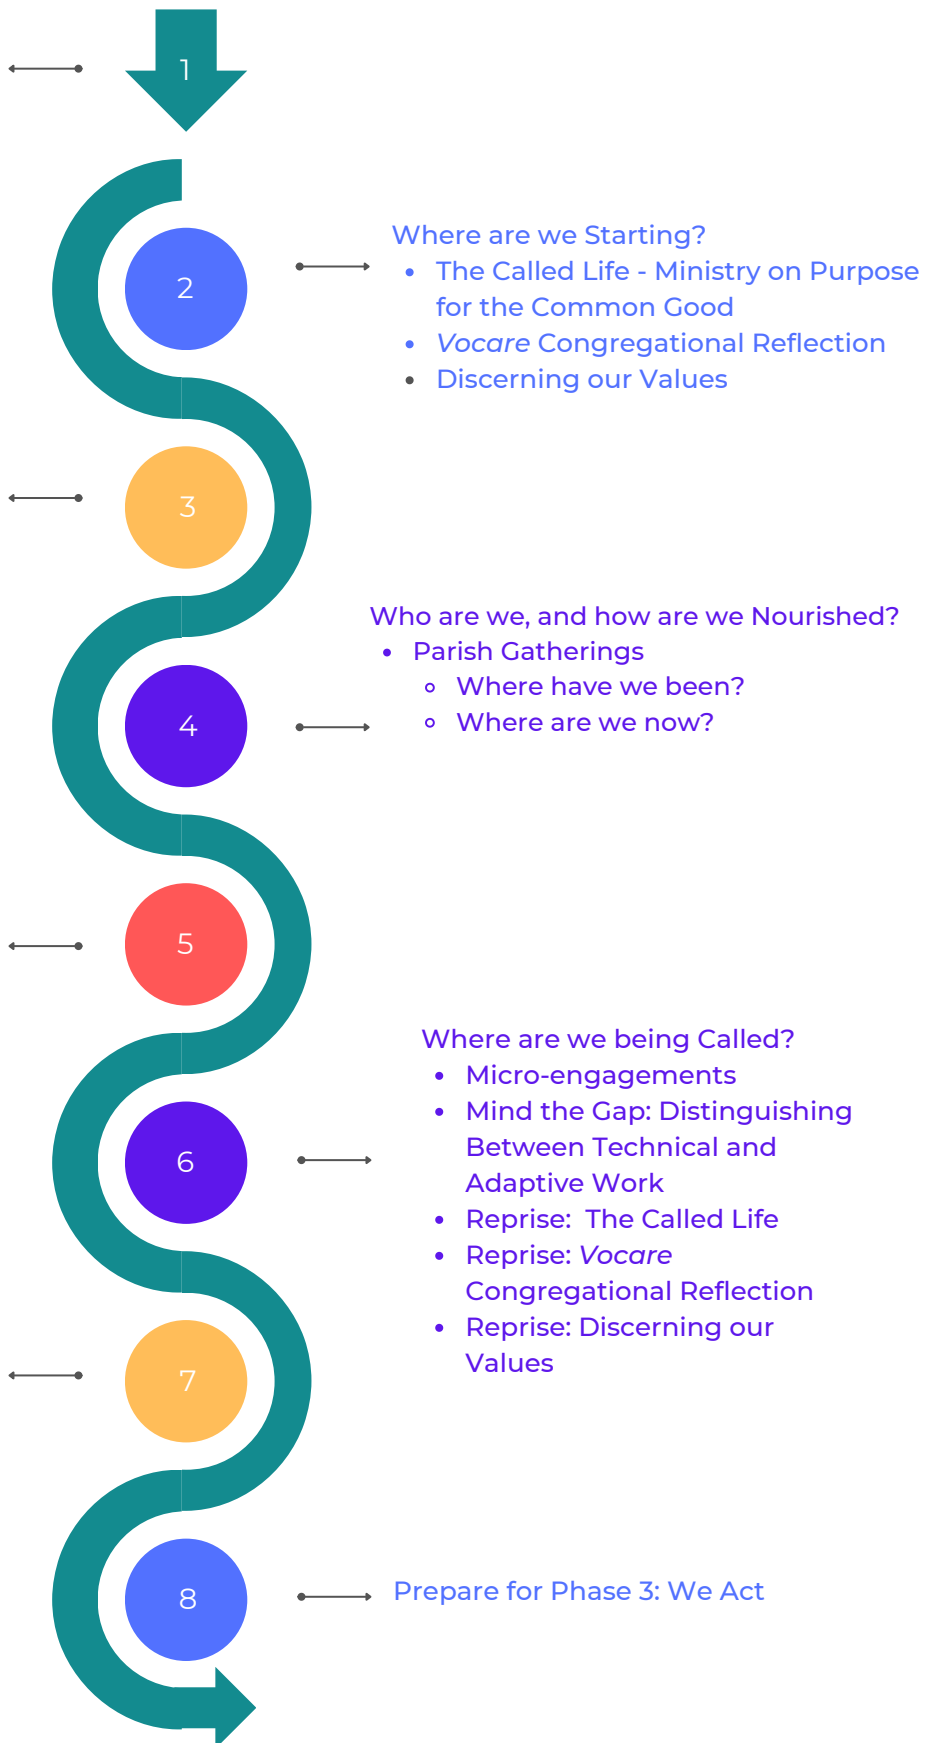 1
2
Where are we Starting?
• The Called Life - Ministry on Purpose
for the Common Good
• Vocare Congregational Reflection
• Discerning our Values
3
Who are we, and how are we Nourished?
• Parish Gatherings
◦ Where have we been?
◦ Where are we now?
4
5
Where are we being Called?
• Micro-engagements
• Mind the Gap: Distinguishing
Between Technical and
Adaptive Work
• Reprise:  The Called Life
• Reprise: Vocare
Congregational Reflection
• Reprise: Discerning our
Values
6
7
8
Prepare for Phase 3: We Act